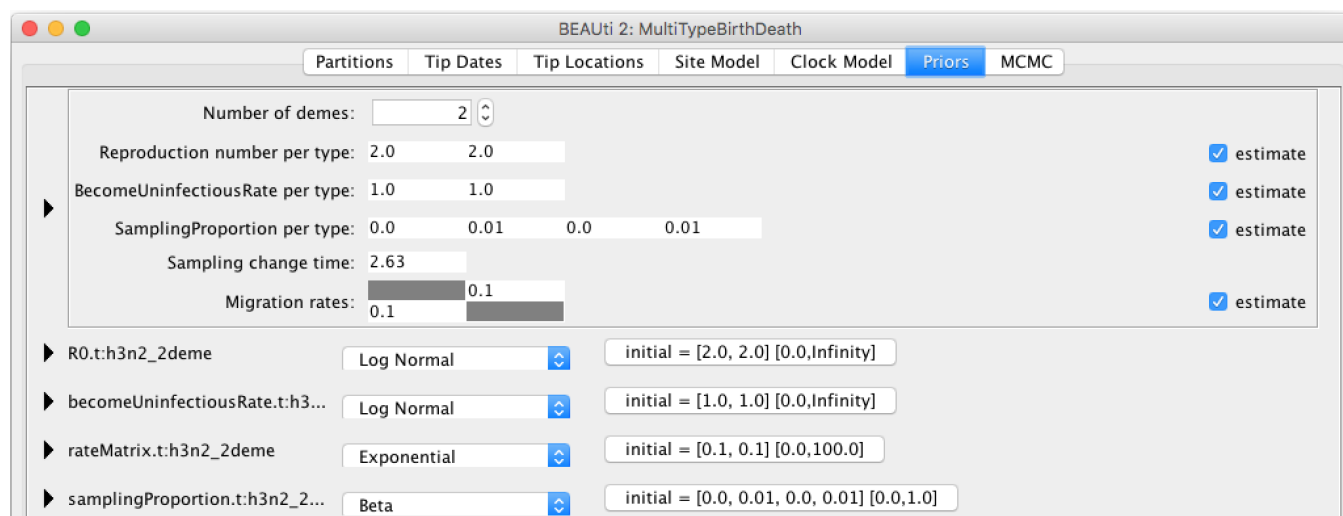 BEAUti 2: MultiTypeBirthDeath
Partitions Tip Dates Tip Locations Site Model Clock Model Priors MCMC
Number of demes: 2
Reproduction number per type: 2.0 2.0 estimate
BecomeUninfectiousRate per type: 1.0 1.0 estimate
SamplingProportion per type: 0.0 0.01 0.0 0.01 estimate
Sampling change time: 2.63
0.1
Migration rates: estimate
0.1
R0.t:h3n2_2deme Log Normal initial = [2.0, 2.0] [0.0,Infinity]
becomeUninfectiousRate.t:h3... Log Normal initial = [1.0, 1.0] [0.0,Infinity]
rateMatrix.t:h3n2_2deme Exponential initial = [0.1, 0.1] [0.0,100.0]
samplingProportion.t:h3n2_2... Beta initial = [0.0, 0.01, 0.0, 0.01] [0.0,1.0]